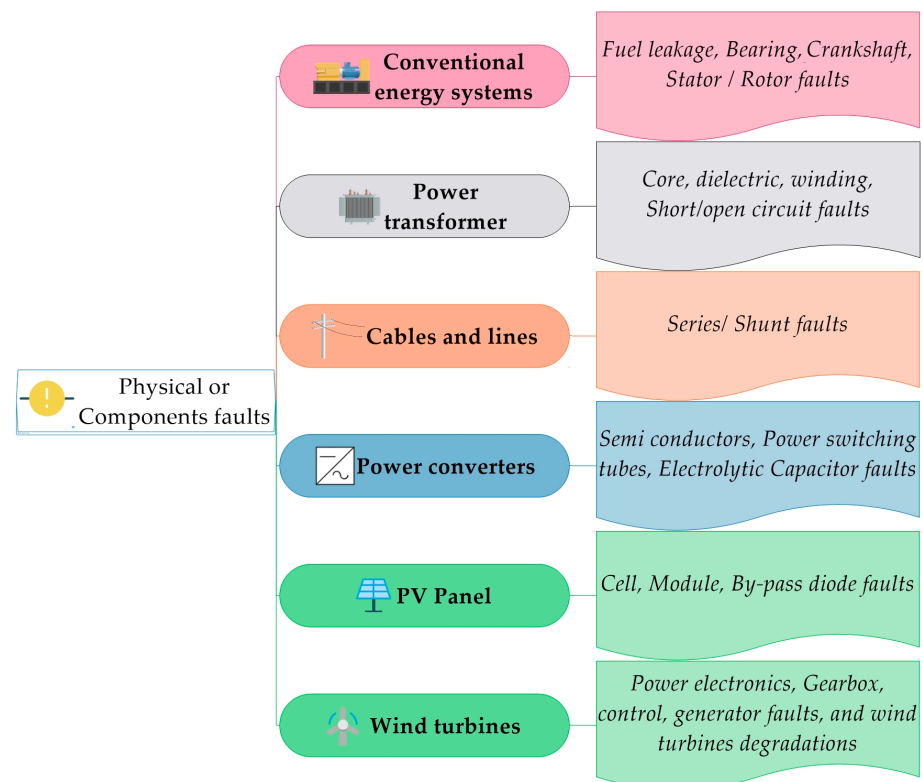 Conventional
energy systems
Fuel leakage, Bearing, Crankshaft,
Stator / Rotor faults
Power
transformer
Core, dielectric, winding,
Short/open circuit faults
Cables and lines
Series/ Shunt faults
Physical or
Components faults
Power converters
Semi conductors, Power switching
tubes, Electrolytic Capacitor faults
PV Panel
Cell, Module, By-pass diode faults
Wind turbines
Power electronics, Gearbox,
control, generator faults, and wind
turbines degradations